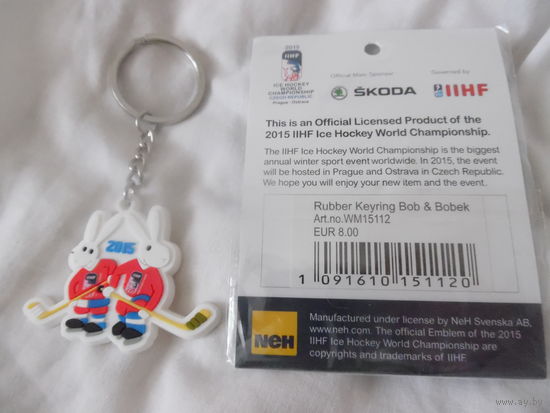 2015
2015
IIHF
ICE HOCKEY
WORLD
CHAMPIONSHIP
CZECH REPUBLIC
Prague - Ostrava
Official Main Sponsor
ŠKODA
Governed by
IIHF
This is an Official Licensed Product of the
2015 IIHF Ice Hockey World Championship.
The IIHF Ice Hockey World Championship is the biggest
annual winter sport event worldwide. In 2015, the event
will be hosted in Prague and Ostrava in Czech Republic.
We hope you will enjoy your new item and the event.
Rubber Keyring Bob & Bobek
Art.no.WM15112
EUR 8.00
1 091610 151120
NeH
Manufactured under license by NeH Svenska AB,
www.neh.com. The official Emblem of the 2015
IIHF Ice Hockey World Championship are
copyrights and trademarks of IIHF.
www.ay.by